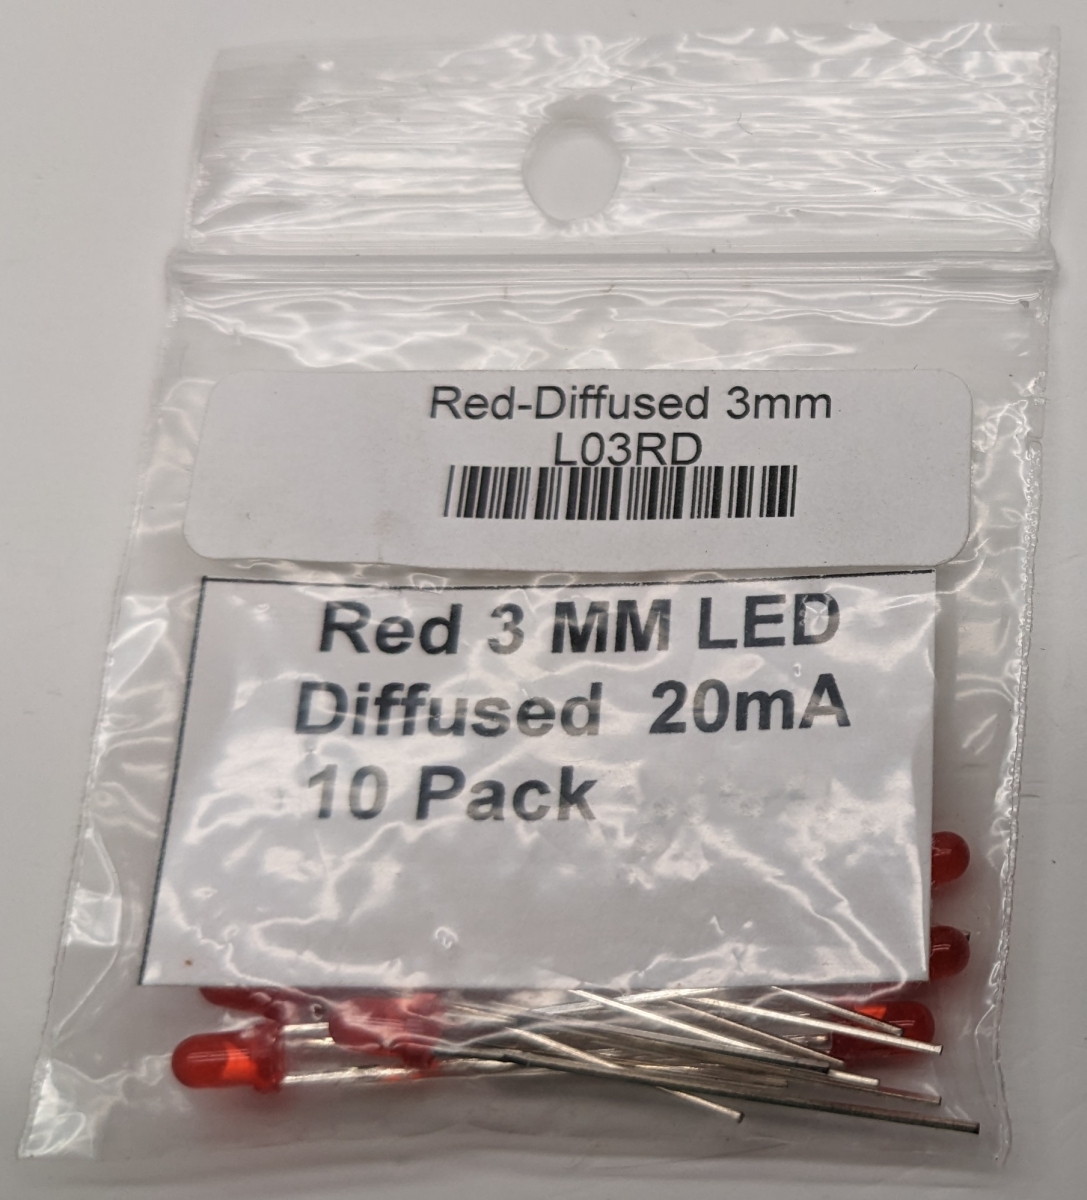 Red-Diffused 3mm
L03RD
Red 3 MM LED
Diffused 20mA
10 Pack